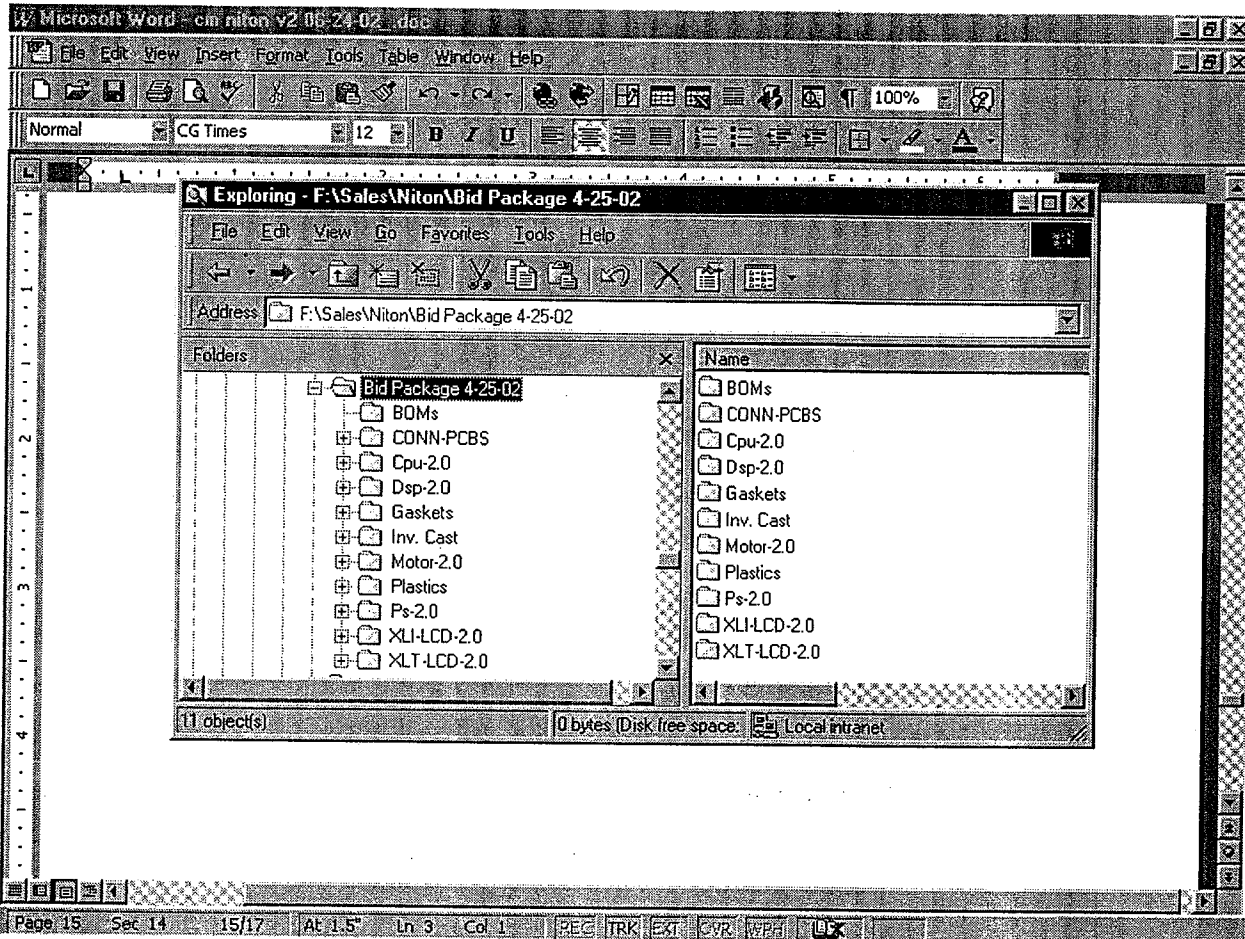 Microsoft Word - cm niton v2 06-24-02_.doc
File Edit View Insert Format Tools Table Window Help
100%
Normal CG Times 12 B I U A
Exploring - F:\Sales\Niton\Bid Package 4-25-02
File Edit View Go Favorites Tools Help
Address F:\Sales\Niton\Bid Package 4-25-02
Folders
Bid Package 4-25-02
BOMs
CONN-PCBS
Cpu-2.0
Dsp-2.0
Gaskets
Inv. Cast
Motor-2.0
Plastics
Ps-2.0
XLI-LCD-2.0
XLT-LCD-2.0
Name
BOMs
CONN-PCBS
Cpu-2.0
Dsp-2.0
Gaskets
Inv. Cast
Motor-2.0
Plastics
Ps-2.0
XLI-LCD-2.0
XLT-LCD-2.0
11 object(s) 0 bytes (Disk free space: Local intranet
Page 15 Sec 14 15/17 At 1.5" Ln 3 Col 1 REC TRK EXT OVR WPH